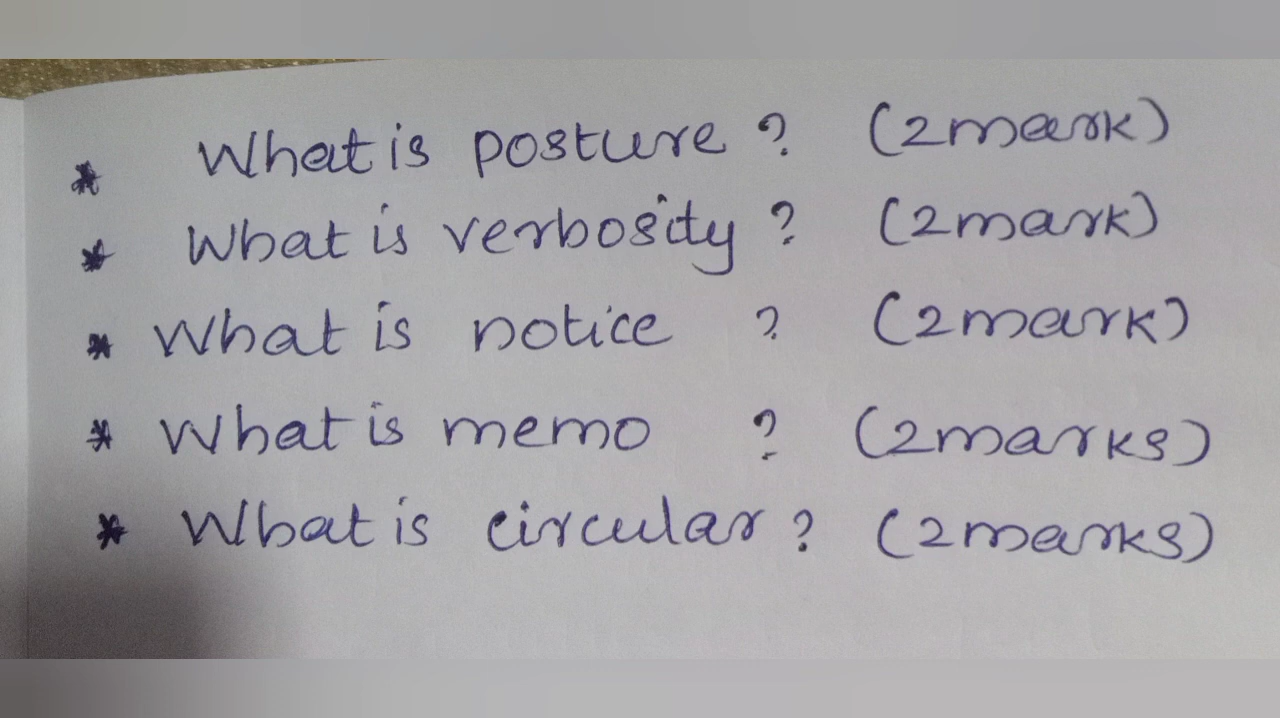 * What is posture ? (2mark)
* What is verbosity ? (2mark)
* What is notice ? (2mark)
* What is memo ? (2marks)
* What is circular ? (2marks)